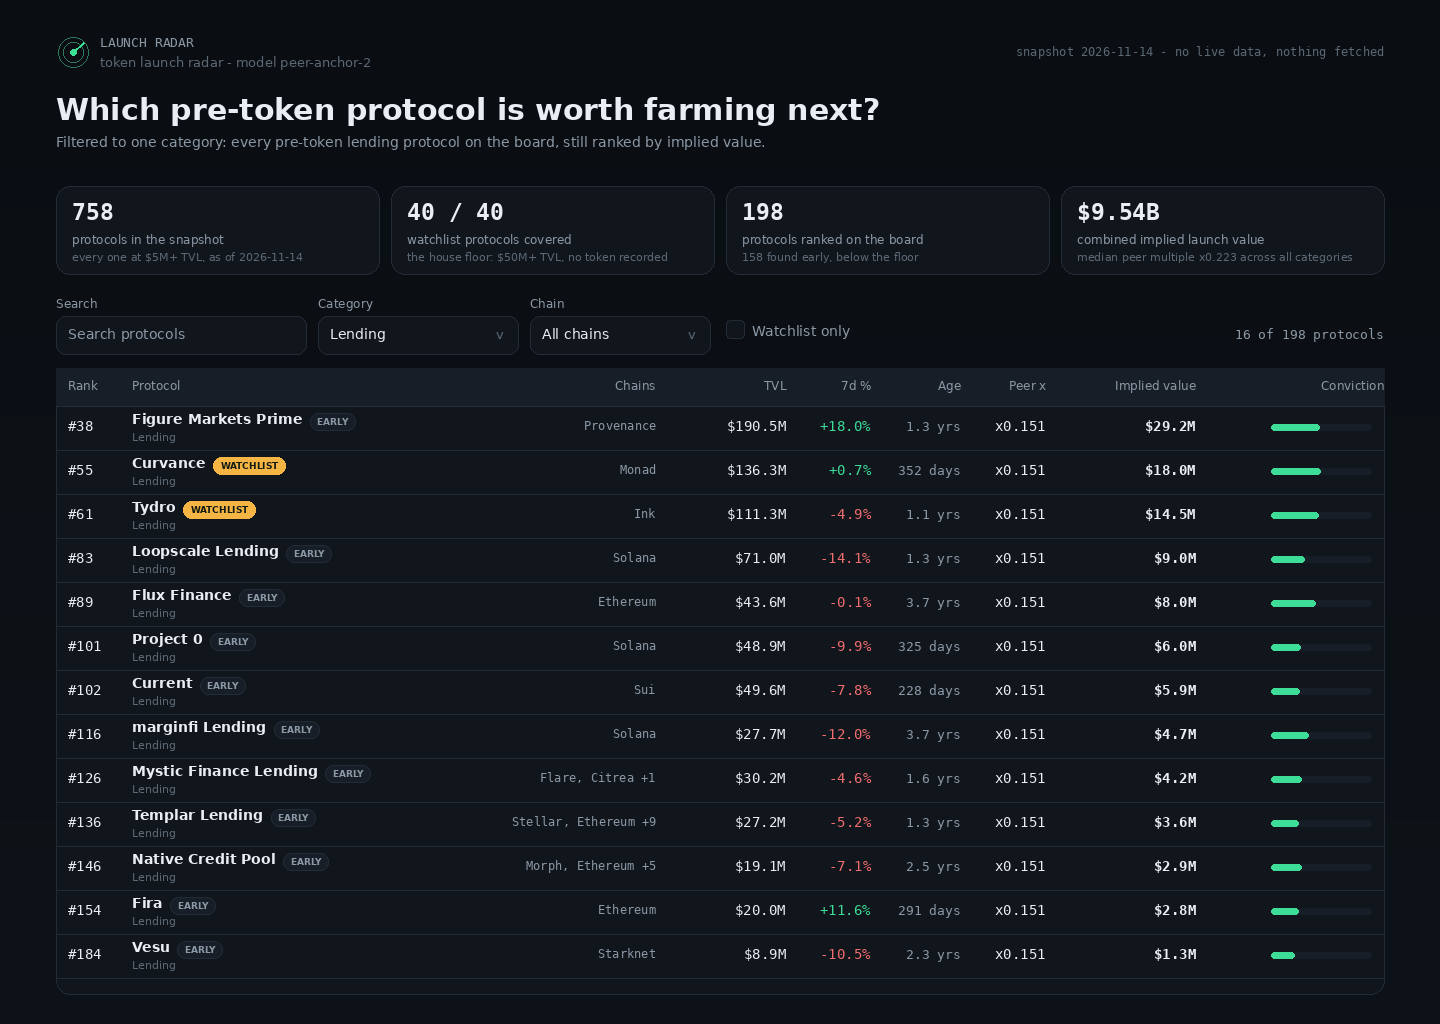 LAUNCH RADAR
token launch radar - model peer-anchor-2
snapshot 2026-11-14 - no live data, nothing fetched
Which pre-token protocol is worth farming next?
Filtered to one category: every pre-token lending protocol on the board, still ranked by implied value.
758
protocols in the snapshot
every one at $5M+ TVL, as of 2026-11-14
40 / 40
watchlist protocols covered
the house floor: $50M+ TVL, no token recorded
198
protocols ranked on the board
158 found early, below the floor
$9.54B
combined implied launch value
median peer multiple x0.223 across all categories
Search
Category
Chain
Search protocols
Lending v
All chains v
Watchlist only
16 of 198 protocols
Rank Protocol Chains TVL 7d % Age Peer x Implied value Conviction
#38 Figure Markets Prime EARLY Provenance $190.5M +18.0% 1.3 yrs x0.151 $29.2M
Lending
#55 Curvance WATCHLIST Monad $136.3M +0.7% 352 days x0.151 $18.0M
Lending
#61 Tydro WATCHLIST Ink $111.3M -4.9% 1.1 yrs x0.151 $14.5M
Lending
#83 Loopscale Lending EARLY Solana $71.0M -14.1% 1.3 yrs x0.151 $9.0M
Lending
#89 Flux Finance EARLY Ethereum $43.6M -0.1% 3.7 yrs x0.151 $8.0M
Lending
#101 Project 0 EARLY Solana $48.9M -9.9% 325 days x0.151 $6.0M
Lending
#102 Current EARLY Sui $49.6M -7.8% 228 days x0.151 $5.9M
Lending
#116 marginfi Lending EARLY Solana $27.7M -12.0% 3.7 yrs x0.151 $4.7M
Lending
#126 Mystic Finance Lending EARLY Flare, Citrea +1 $30.2M -4.6% 1.6 yrs x0.151 $4.2M
Lending
#136 Templar Lending EARLY Stellar, Ethereum +9 $27.2M -5.2% 1.3 yrs x0.151 $3.6M
Lending
#146 Native Credit Pool EARLY Morph, Ethereum +5 $19.1M -7.1% 2.5 yrs x0.151 $2.9M
Lending
#154 Fira EARLY Ethereum $20.0M +11.6% 291 days x0.151 $2.8M
Lending
#184 Vesu EARLY Starknet $8.9M -10.5% 2.3 yrs x0.151 $1.3M
Lending